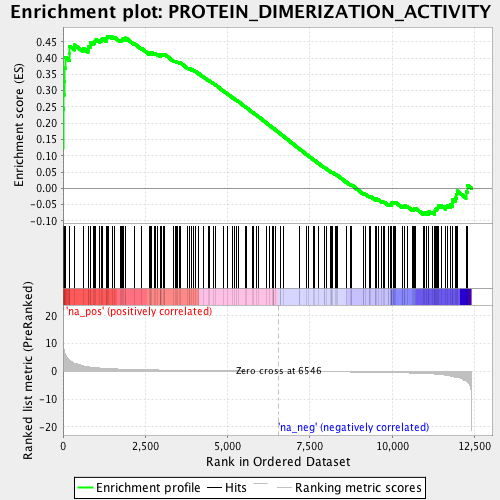 Enrichment plot: PROTEIN_DIMERIZATION_ACTIVITY
Enrichment score (ES)
0.45
0.40
0.35
0.30
0.25
0.20
0.15
0.10
0.05
0.00
-0.05
-0.10
'na_pos' (positively correlated)
Ranked list metric (PreRanked)
20
10
0
-10
-20
Zero cross at 6546
'na_neg' (negatively correlated)
0
2,500
5,000
7,500
10,000
12,500
Rank in Ordered Dataset
Enrichment profile
Hits
Ranking metric scores